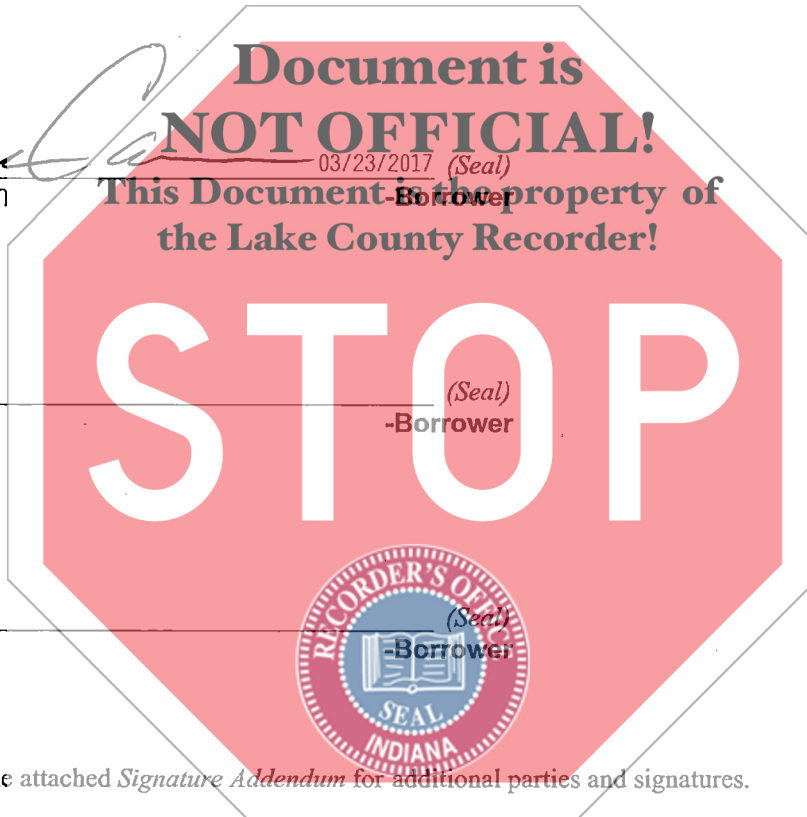 Document is
NOT OFFICIAL!
03/23/2017 (Seal)
This Document is the property of
-Borrower
the Lake County Recorder!
STOP
(Seal)
-Borrower
RECORDER'S OFFICE
(Seal)
-Borrower
SEAL
INDIANA
attached Signature Addendum for additional parties and signatures.